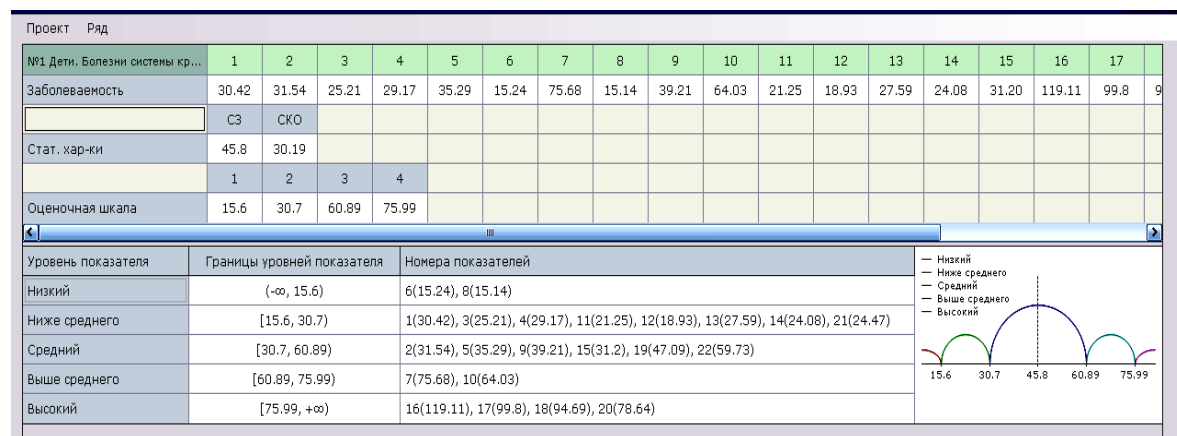 Проект Ряд
№1 Дети. Болезни системы кр... 1 2 3 4 5 6 7 8 9 10 11 12 13 14 15 16 17
Заболеваемость 30.42 31.54 25.21 29.17 35.29 15.24 75.68 15.14 39.21 64.03 21.25 18.93 27.59 24.08 31.20 119.11 99.8 9
СЗ СКО
Стат. хар-ки 45.8 30.19
1 2 3 4
Оценочная шкала 15.6 30.7 60.89 75.99
Уровень показателя Границы уровней показателя Номера показателей
Низкий (-∞, 15.6) 6(15.24), 8(15.14)
Ниже среднего [15.6, 30.7) 1(30.42), 3(25.21), 4(29.17), 11(21.25), 12(18.93), 13(27.59), 14(24.08), 21(24.47)
Средний [30.7, 60.89) 2(31.54), 5(35.29), 9(39.21), 15(31.2), 19(47.09), 22(59.73)
Выше среднего [60.89, 75.99) 7(75.68), 10(64.03)
Высокий [75.99, +∞) 16(119.11), 17(99.8), 18(94.69), 20(78.64)
Низкий
Ниже среднего
Средний
Выше среднего
Высокий
15.6 30.7 45.8 60.89 75.99